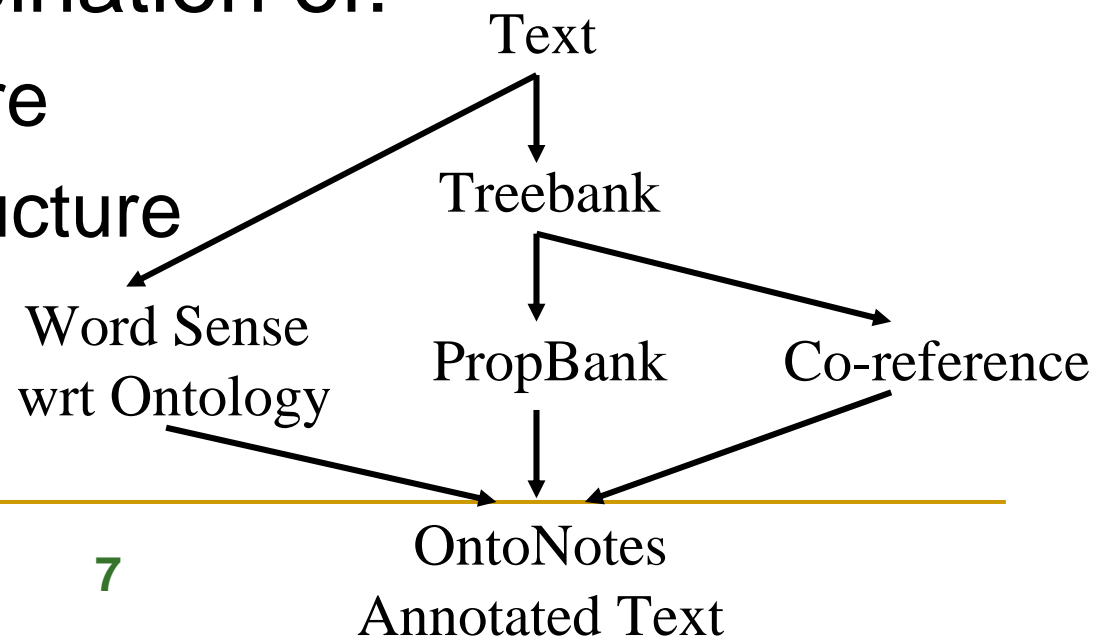 Text
Treebank
Word Sense
wrt Ontology
PropBank
Co-reference
OntoNotes
Annotated Text
7